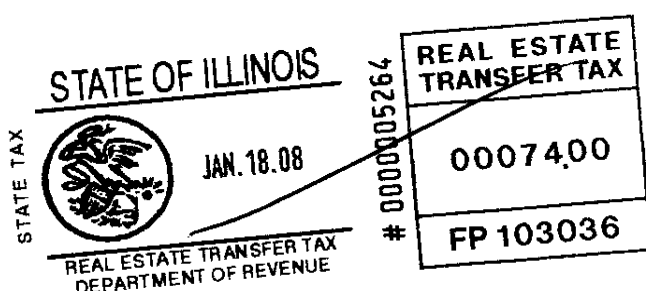 STATE OF ILLINOIS
STATE TAX
JAN. 18. 08
REAL ESTATE TRANSFER TAX
DEPARTMENT OF REVENUE
# 0000005264
REAL ESTATE
TRANSFER TAX
00074.00
FP 103036